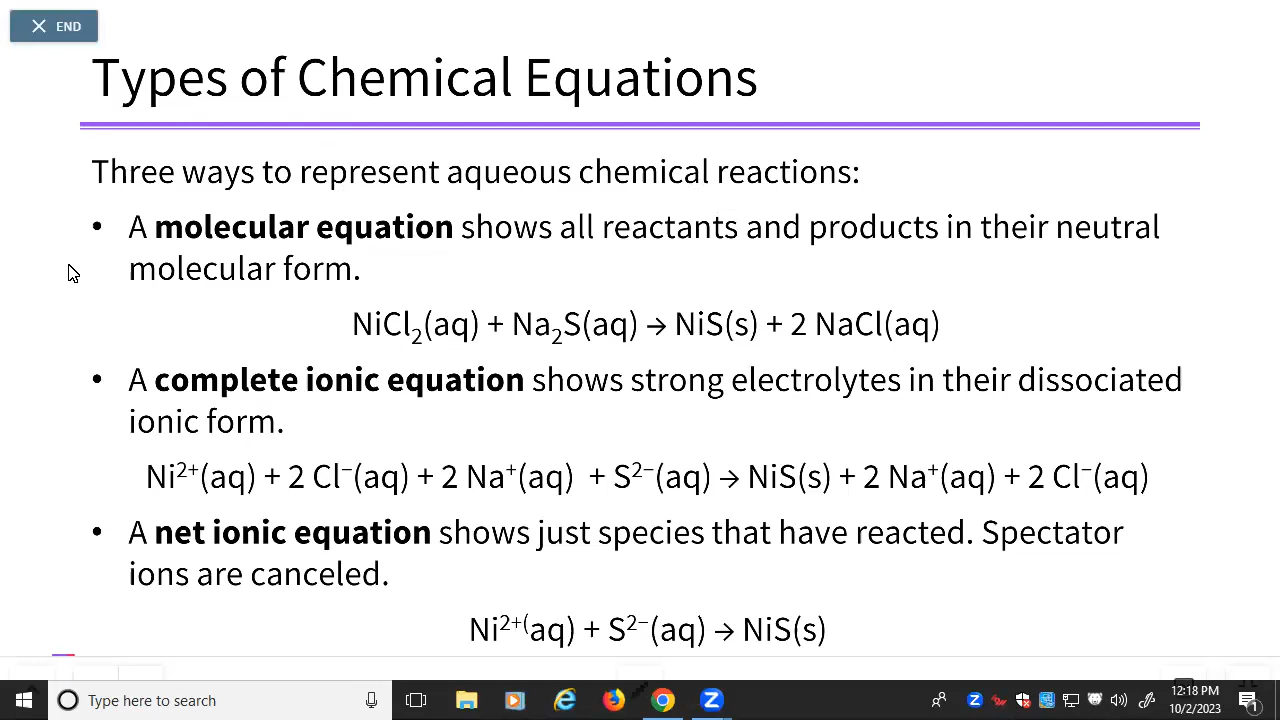 END
Types of Chemical Equations
Three ways to represent aqueous chemical reactions:
• A molecular equation shows all reactants and products in their neutral
molecular form.
NiCl₂(aq) + Na₂S(aq) → NiS(s) + 2 NaCl(aq)
• A complete ionic equation shows strong electrolytes in their dissociated
ionic form.
Ni²⁺(aq) + 2 Cl⁻(aq) + 2 Na⁺(aq) + S²⁻(aq) → NiS(s) + 2 Na⁺(aq) + 2 Cl⁻(aq)
• A net ionic equation shows just species that have reacted. Spectator
ions are canceled.
Ni²⁺⁽aq) + S²⁻(aq) → NiS(s)
Type here to search
12:18 PM
10/2/2023
1